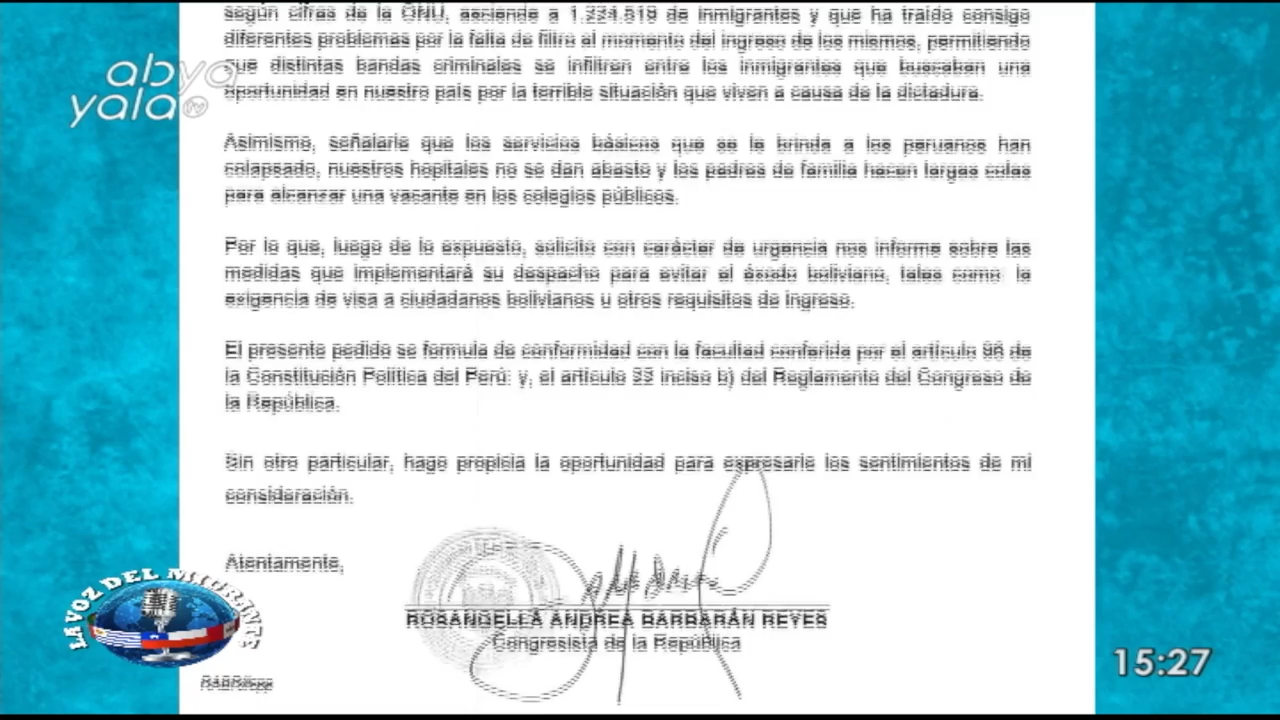 según cifras de la ONU, asciende a 1.224.519 de inmigrantes y que ha traído consigo
diferentes problemas por la falta de filtro al momento del ingreso de los mismos, permitiendo
que distintas bandas criminales se infiltren entre los inmigrantes que buscaban una
oportunidad en nuestro país por la terrible situación que viven a causa de la dictadura.
abya
yala tv
Asimismo, señalarle que los servicios básicos que se le brinda a los peruanos han
colapsado, nuestros hopitales no se dan abasto y los padres de familia hacen largas colas
para alcanzar una vacante en los colegios públicos.
Por lo que, luego de lo expuesto, solicito con carácter de urgencia nos informe sobre las
medidas que implementará su despacho para evitar el éxodo boliviano, tales como la
exigencia de visa a ciudadanos bolivianos u otros requisitos de ingreso.
El presente pedido se formula de conformidad con la facultad conferida por el artículo 96 de
la Constitución Política del Perú: y, el artículo 22 inciso b) del Reglamento del Congreso de
la República.
Sin otro particular, hago propicia la oportunidad para expresarle los sentimientos de mi
consideración.
Atentamente,
ROSANGELLA ANDREA BARBARÁN REYES
Congresista de la República
LA VOZ DEL MIGRANTE
15:27